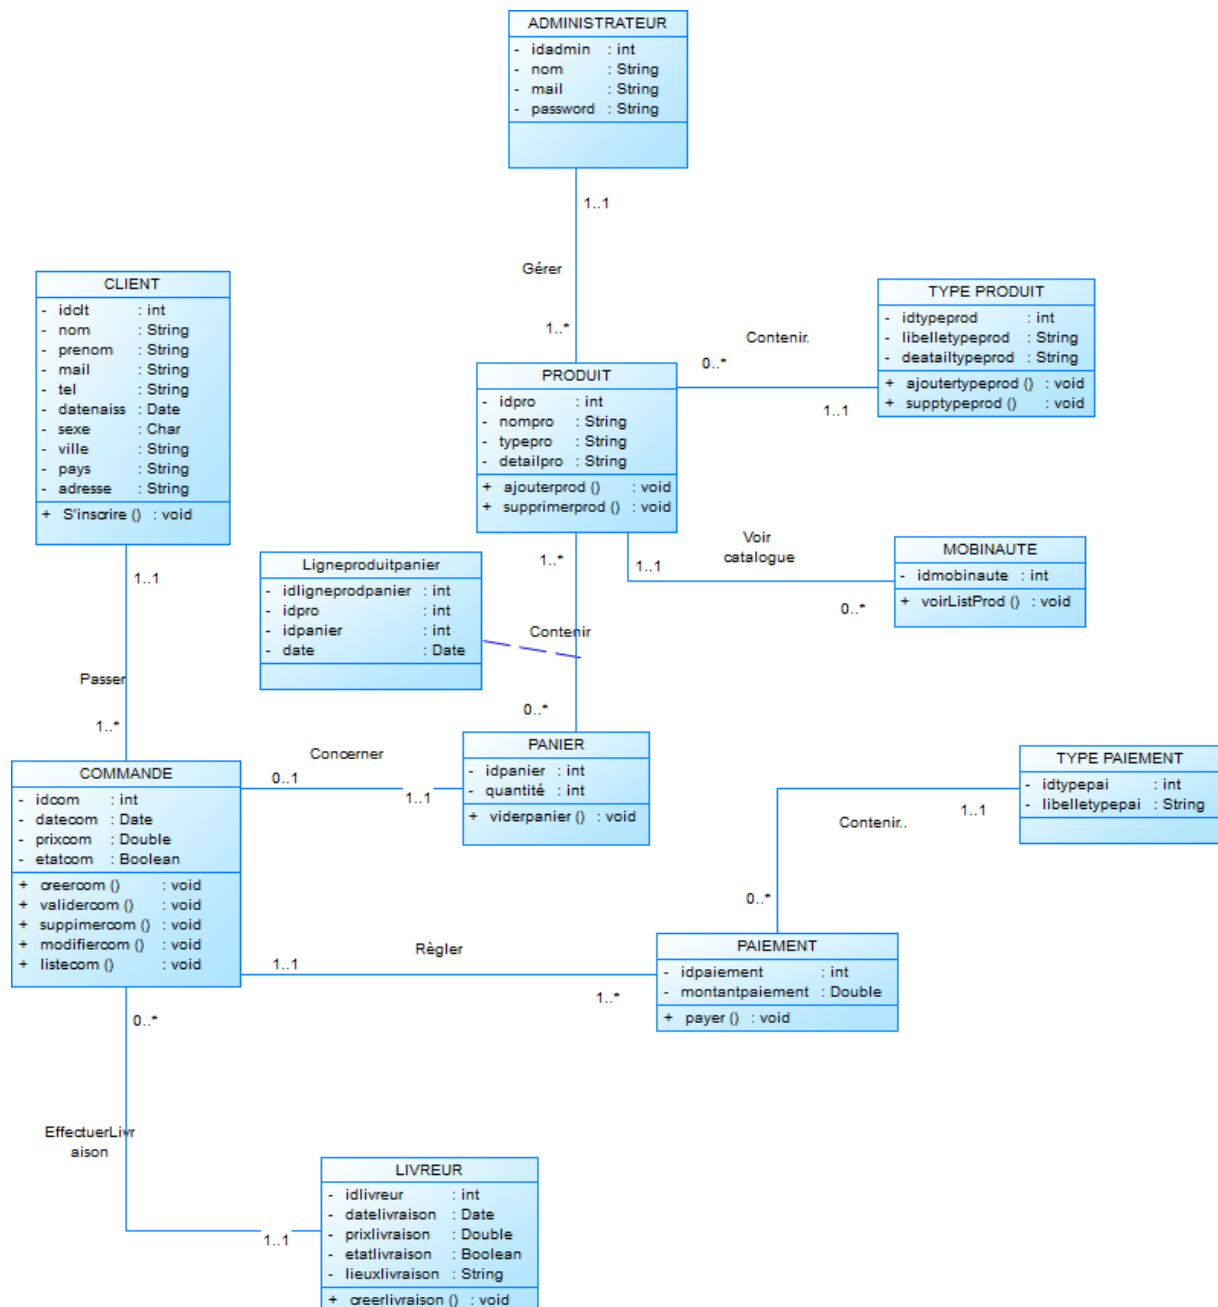 ADMINISTRATEUR
- idadmin : int
- nom : String
- mail : String
- password : String
1..1
Gérer
1..*
CLIENT
- idclt : int
- nom : String
- prenom : String
- mail : String
- tel : String
- datenaiss : Date
- sexe : Char
- ville : String
- pays : String
- adresse : String
+ S'inscrire () : void
1..1
Passer
1..*
TYPE PRODUIT
- idtypeprod : int
- libelletypeprod : String
- deatailtypeprod : String
+ ajoutertypeprod () : void
+ supptypeprod () : void
Contenir.
0..*
1..1
PRODUIT
- idpro : int
- nompro : String
- typepro : String
- detailpro : String
+ ajouterprod () : void
+ supprimerprod () : void
1..*
1..1
Voir
catalogue
0..*
MOBINAUTE
- idmobinaute : int
+ voirListProd () : void
Ligneproduitpanier
- idligneprodpanier : int
- idpro : int
- idpanier : int
- date : Date
Contenir
0..*
PANIER
- idpanier : int
- quantité : int
+ viderpanier () : void
Concerner
0..1
1..1
COMMANDE
- idcom : int
- datecom : Date
- prixcom : Double
- etatcom : Boolean
+ creercom () : void
+ validercom () : void
+ suppimercom () : void
+ modifiercom () : void
+ listecom () : void
TYPE PAIEMENT
- idtypepai : int
- libelletypepai : String
1..1
Contenir..
0..*
PAIEMENT
- idpaiement : int
- montantpaiement : Double
+ payer () : void
Règler
1..1
1..*
0..*
EffectuerLivr
aison
1..1
LIVREUR
- idlivreur : int
- datelivraison : Date
- prixlivraison : Double
- etatlivraison : Boolean
- lieuxlivraison : String
+ creerlivraison () : void